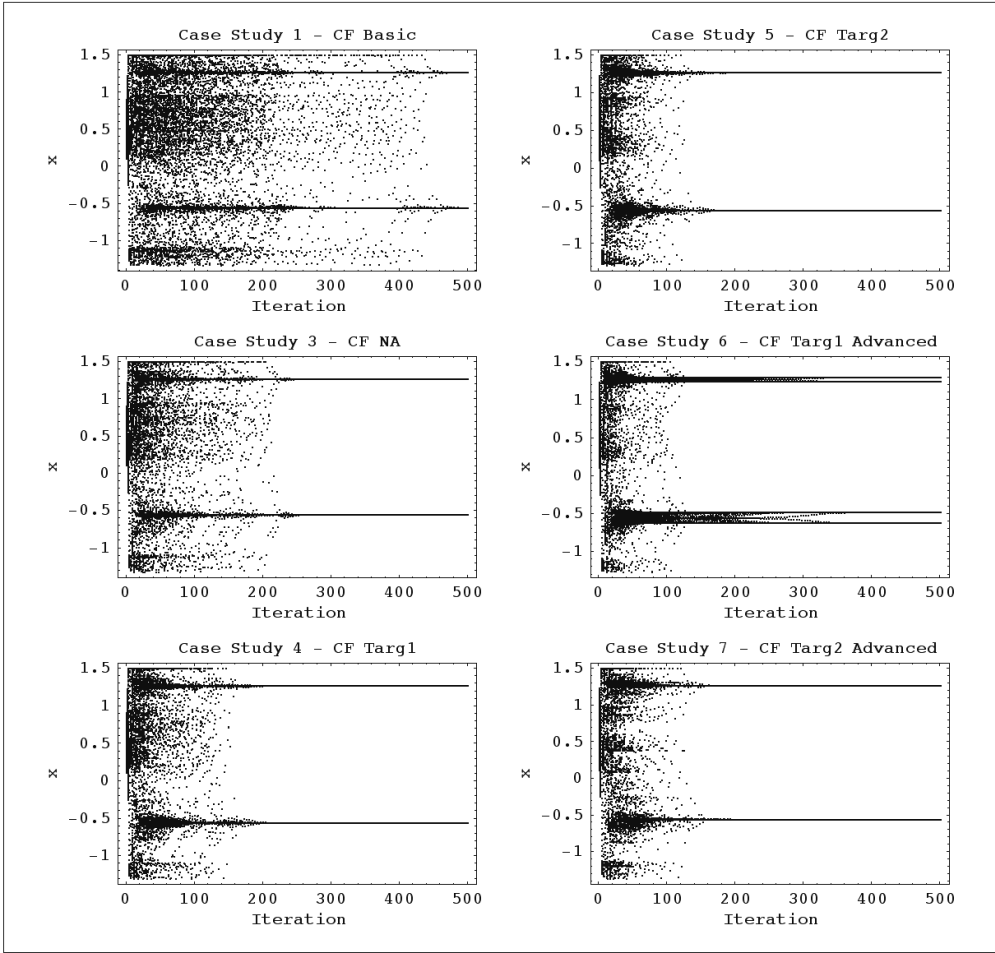 Case Study 1 - CF Basic
1.5
1
0.5
0
-0.5
-1
x
0 100 200 300 400 500
Iteration
Case Study 5 - CF Targ2
1.5
1
0.5
0
-0.5
-1
x
0 100 200 300 400 500
Iteration
Case Study 3 - CF NA
1.5
1
0.5
0
-0.5
-1
x
0 100 200 300 400 500
Iteration
Case Study 6 - CF Targ1 Advanced
1.5
1
0.5
0
-0.5
-1
x
0 100 200 300 400 500
Iteration
Case Study 4 - CF Targ1
1.5
1
0.5
0
-0.5
-1
x
0 100 200 300 400 500
Iteration
Case Study 7 - CF Targ2 Advanced
1.5
1
0.5
0
-0.5
-1
x
0 100 200 300 400 500
Iteration